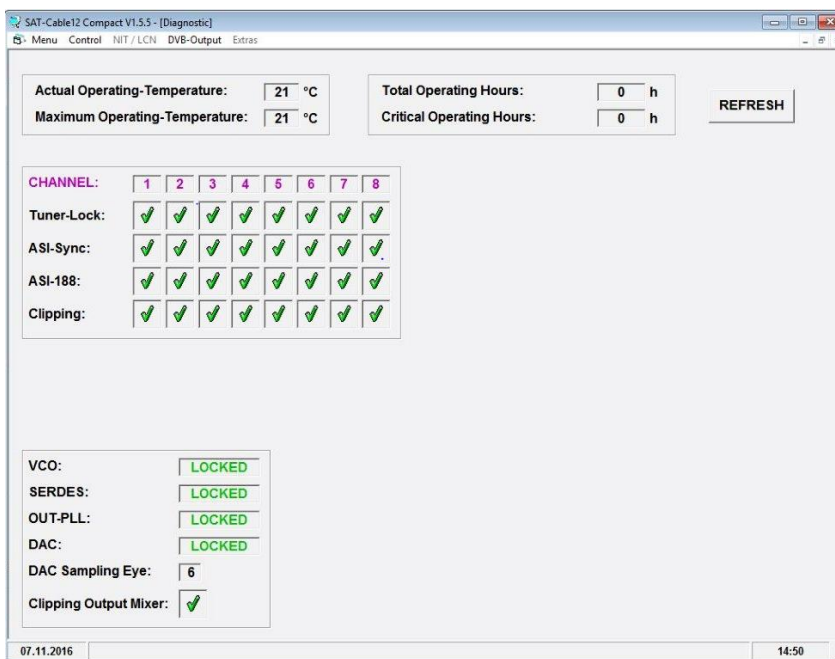 SAT-Cable12 Compact V1.5.5 - [Diagnostic]
Menu Control NIT / LCN DVB-Output Extras
Actual Operating-Temperature: 21 °C
Maximum Operating-Temperature: 21 °C
Total Operating Hours: 0 h
Critical Operating Hours: 0 h
REFRESH
CHANNEL: 1 2 3 4 5 6 7 8
Tuner-Lock:
ASI-Sync:
ASI-188:
Clipping:
VCO: LOCKED
SERDES: LOCKED
OUT-PLL: LOCKED
DAC: LOCKED
DAC Sampling Eye: 6
Clipping Output Mixer:
07.11.2016 14:50